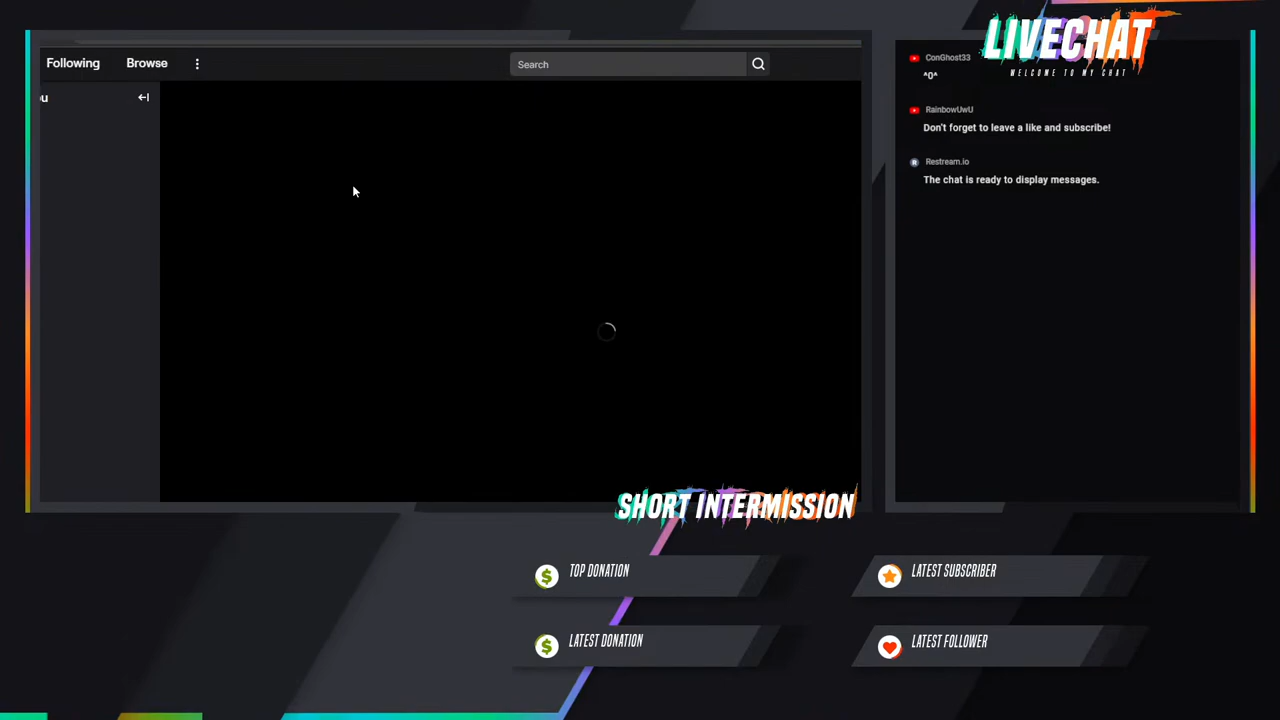 Following
Browse
Search
u
LIVECHAT
WELCOME TO MY CHAT
ConGhost33
^0^
RainbowUwU
Don't forget to leave a like and subscribe!
R
Restream.io
The chat is ready to display messages.
SHORT INTERMISSION
$
TOP DONATION
LATEST SUBSCRIBER
$
LATEST DONATION
LATEST FOLLOWER